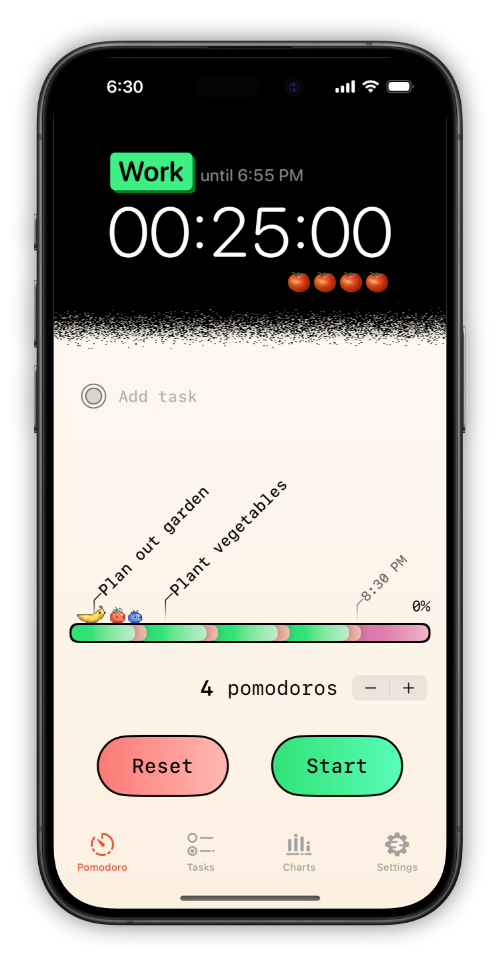 6:30
Work until 6:55 PM
00:25:00
Add task
Plan out garden
Plant vegetables
8:30 PM
0%
4 pomodoros − +
Reset Start
Pomodoro Tasks Charts Settings